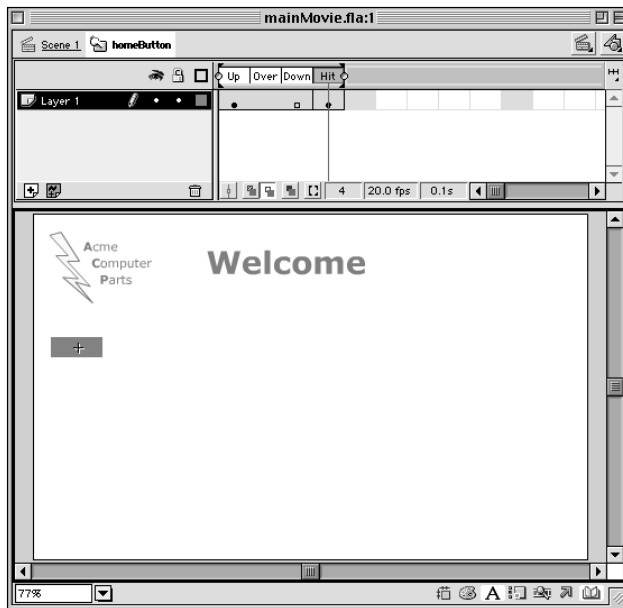 mainMovie.fla:1
Scene 1 homeButton
Up Over Down Hit
Layer 1
4 20.0 fps 0.1s
Acme
Computer
Parts
Welcome
77%
A